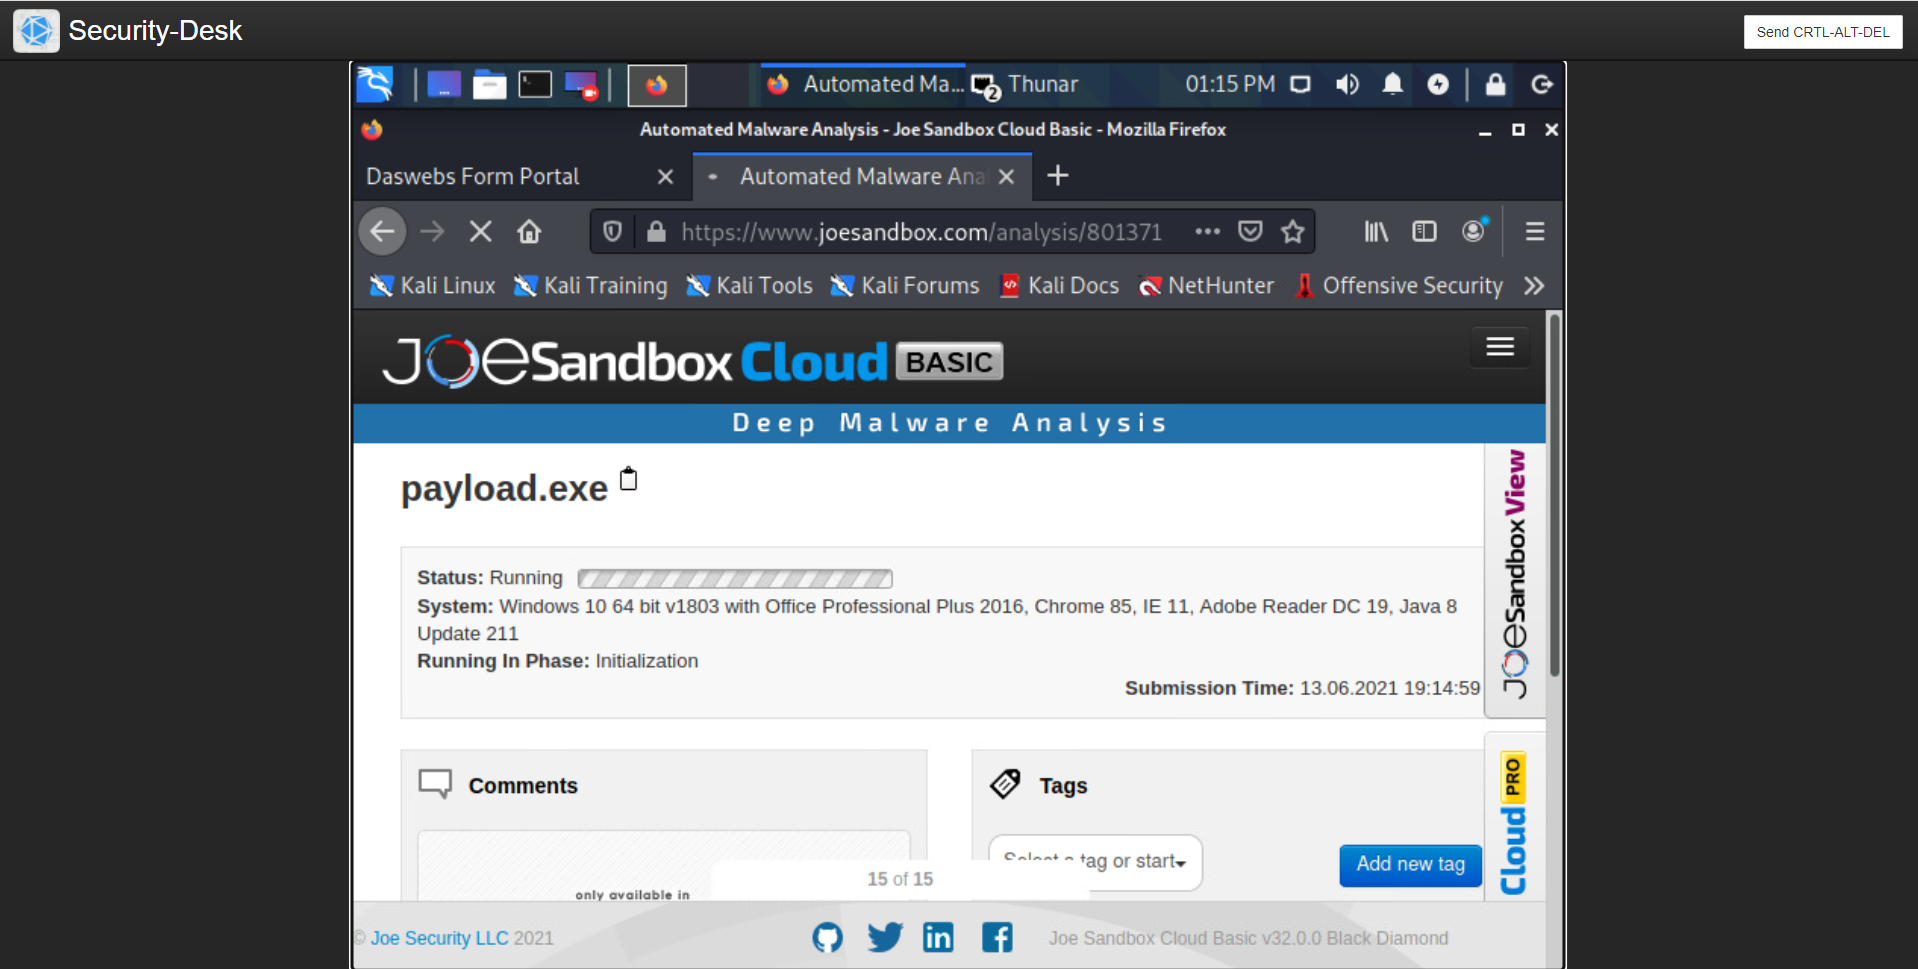 Security-Desk
Send CRTL-ALT-DEL
Automated Ma...
2
Thunar
01:15 PM
Automated Malware Analysis - Joe Sandbox Cloud Basic - Mozilla Firefox
Daswebs Form Portal
Automated Malware Ana
https://www.joesandbox.com/analysis/801371
Kali Linux
Kali Training
Kali Tools
Kali Forums
Kali Docs
NetHunter
Offensive Security
JOESandbox Cloud BASIC
Deep Malware Analysis
payload.exe
Status: Running
System: Windows 10 64 bit v1803 with Office Professional Plus 2016, Chrome 85, IE 11, Adobe Reader DC 19, Java 8
Update 211
Running In Phase: Initialization
Submission Time: 13.06.2021 19:14:59
JOESandbox View
Comments
Tags
Select a tag or start
Add new tag
Cloud PRO
only available in
15 of 15
© Joe Security LLC 2021
Joe Sandbox Cloud Basic v32.0.0 Black Diamond